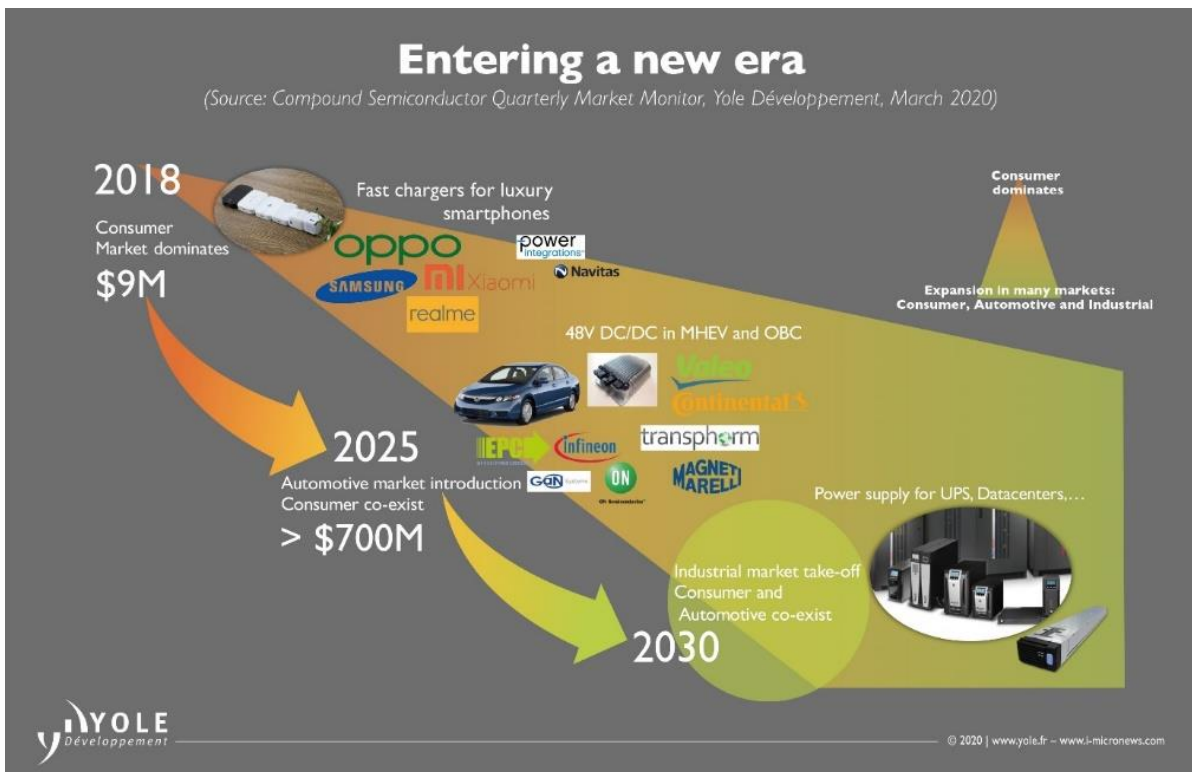 Entering a new era
(Source: Compound Semiconductor Quarterly Market Monitor, Yole Développement, March 2020)
2018
Consumer
Market dominates
$9M
Fast chargers for luxury
smartphones
oppo
SAMSUNG
mi Xiaomi
realme
power
integrations
Navitas
Consumer
dominates
Expansion in many markets:
Consumer, Automotive and Industrial
48V DC/DC in MHEV and OBC
Valeo
Continental
EPC
infineon
transphorm
GaN Systems
ON
ON Semiconductor
MAGNETI
MARELLI
2025
Automotive market introduction
Consumer co-exist
> $700M
Power supply for UPS, Datacenters,…
Industrial market take-off
Consumer and
Automotive co-exist
2030
YOLE
Développement
© 2020 | www.yole.fr – www.i-micronews.com